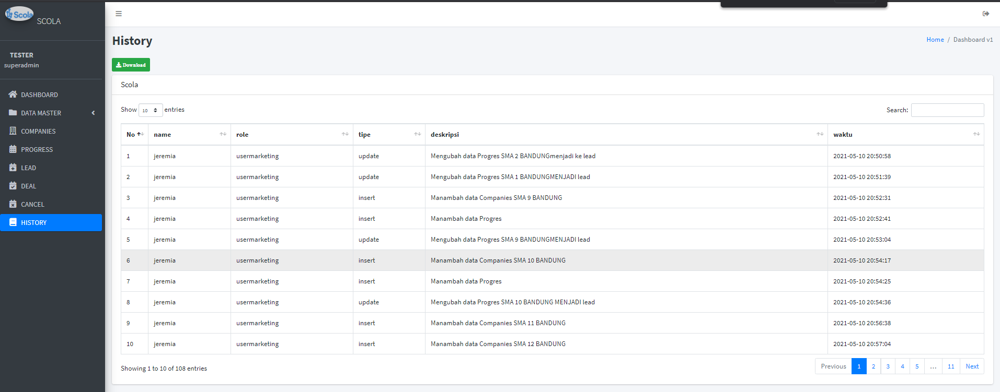 Scola
SCOLA
TESTER
superadmin
DASHBOARD
DATA MASTER
COMPANIES
PROGRESS
LEAD
DEAL
CANCEL
HISTORY
History
Home / Dashboard v1
Download
Scola
Show 10 entries
Search:
No name role tipe deskripsi waktu
1 jeremia usermarketing update Mengubah data Progres SMA 2 BANDUNGmenjadi ke lead 2021-05-10 20:50:58
2 jeremia usermarketing update Mengubah data Progres SMA 1 BANDUNGMENJADI lead 2021-05-10 20:51:39
3 jeremia usermarketing insert Manambah data Companies SMA 9 BANDUNG 2021-05-10 20:52:31
4 jeremia usermarketing insert Manambah data Progres 2021-05-10 20:52:41
5 jeremia usermarketing update Mengubah data Progres SMA 9 BANDUNGMENJADI lead 2021-05-10 20:53:04
6 jeremia usermarketing insert Manambah data Companies SMA 10 BANDUNG 2021-05-10 20:54:17
7 jeremia usermarketing insert Manambah data Progres 2021-05-10 20:54:25
8 jeremia usermarketing update Mengubah data Progres SMA 10 BANDUNG MENJADI lead 2021-05-10 20:54:36
9 jeremia usermarketing insert Manambah data Companies SMA 11 BANDUNG 2021-05-10 20:56:38
10 jeremia usermarketing insert Manambah data Companies SMA 12 BANDUNG 2021-05-10 20:57:04
Showing 1 to 10 of 108 entries
Previous 1 2 3 4 5 ... 11 Next